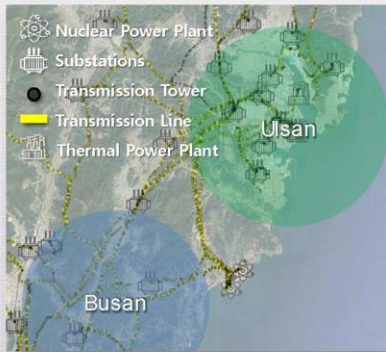 Nuclear Power Plant
Substations
Transmission Tower
Transmission Line
Thermal Power Plant
Ulsan
Busan